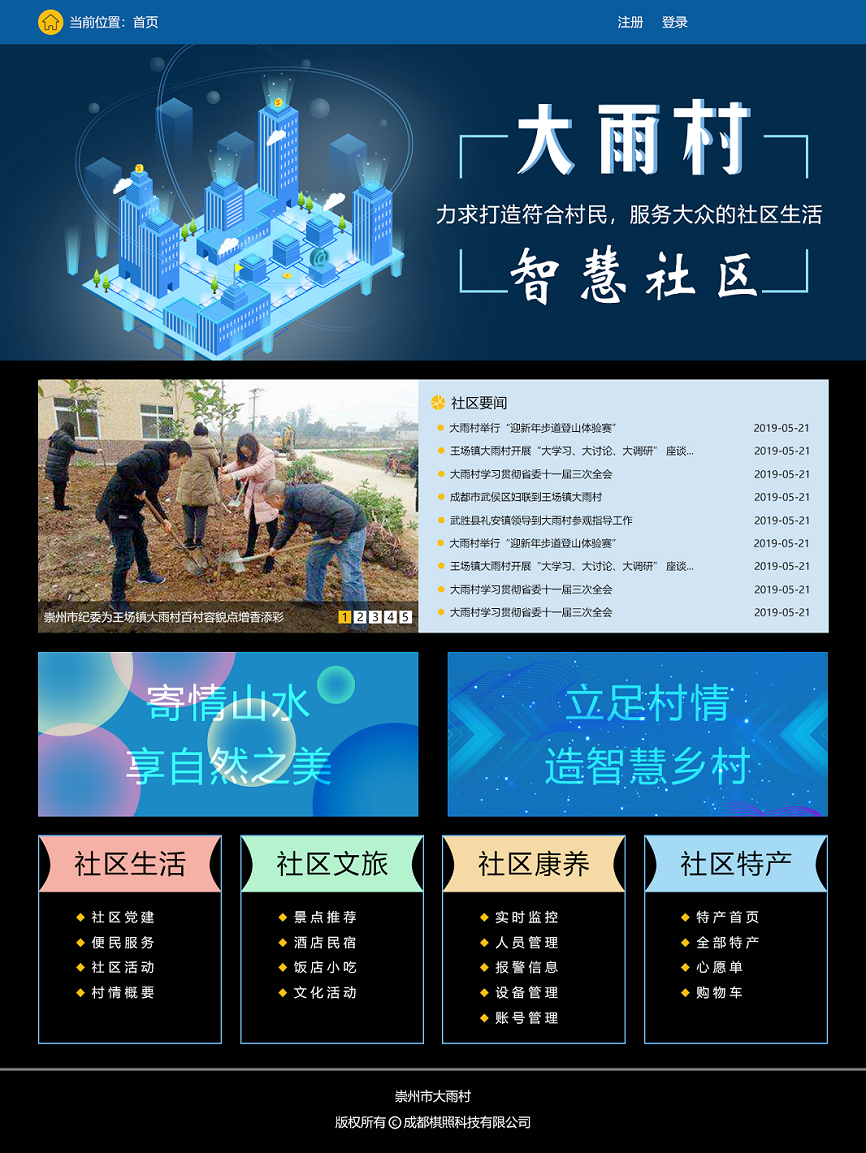 当前位置：首页
注册 登录
大雨村
力求打造符合村民，服务大众的社区生活
智慧社区
社区要闻
大雨村举行“迎新年步道登山体验赛” 2019-05-21
王场镇大雨村开展“大学习、大讨论、大调研” 座谈... 2019-05-21
大雨村学习贯彻省委十一届三次全会 2019-05-21
成都市武侯区妇联到王场镇大雨村 2019-05-21
武胜县礼安镇领导到大雨村参观指导工作 2019-05-21
大雨村举行“迎新年步道登山体验赛” 2019-05-21
王场镇大雨村开展“大学习、大讨论、大调研” 座谈... 2019-05-21
大雨村学习贯彻省委十一届三次全会 2019-05-21
大雨村学习贯彻省委十一届三次全会 2019-05-21
崇州市纪委为王场镇大雨村百村容貌点增香添彩 1 2 3 4 5
寄情山水
享自然之美
立足村情
造智慧乡村
社区生活
社区党建
便民服务
社区活动
村情概要
社区文旅
景点推荐
酒店民宿
饭店小吃
文化活动
社区康养
实时监控
人员管理
报警信息
设备管理
账号管理
社区特产
特产首页
全部特产
心愿单
购物车
崇州市大雨村
版权所有©成都棋照科技有限公司